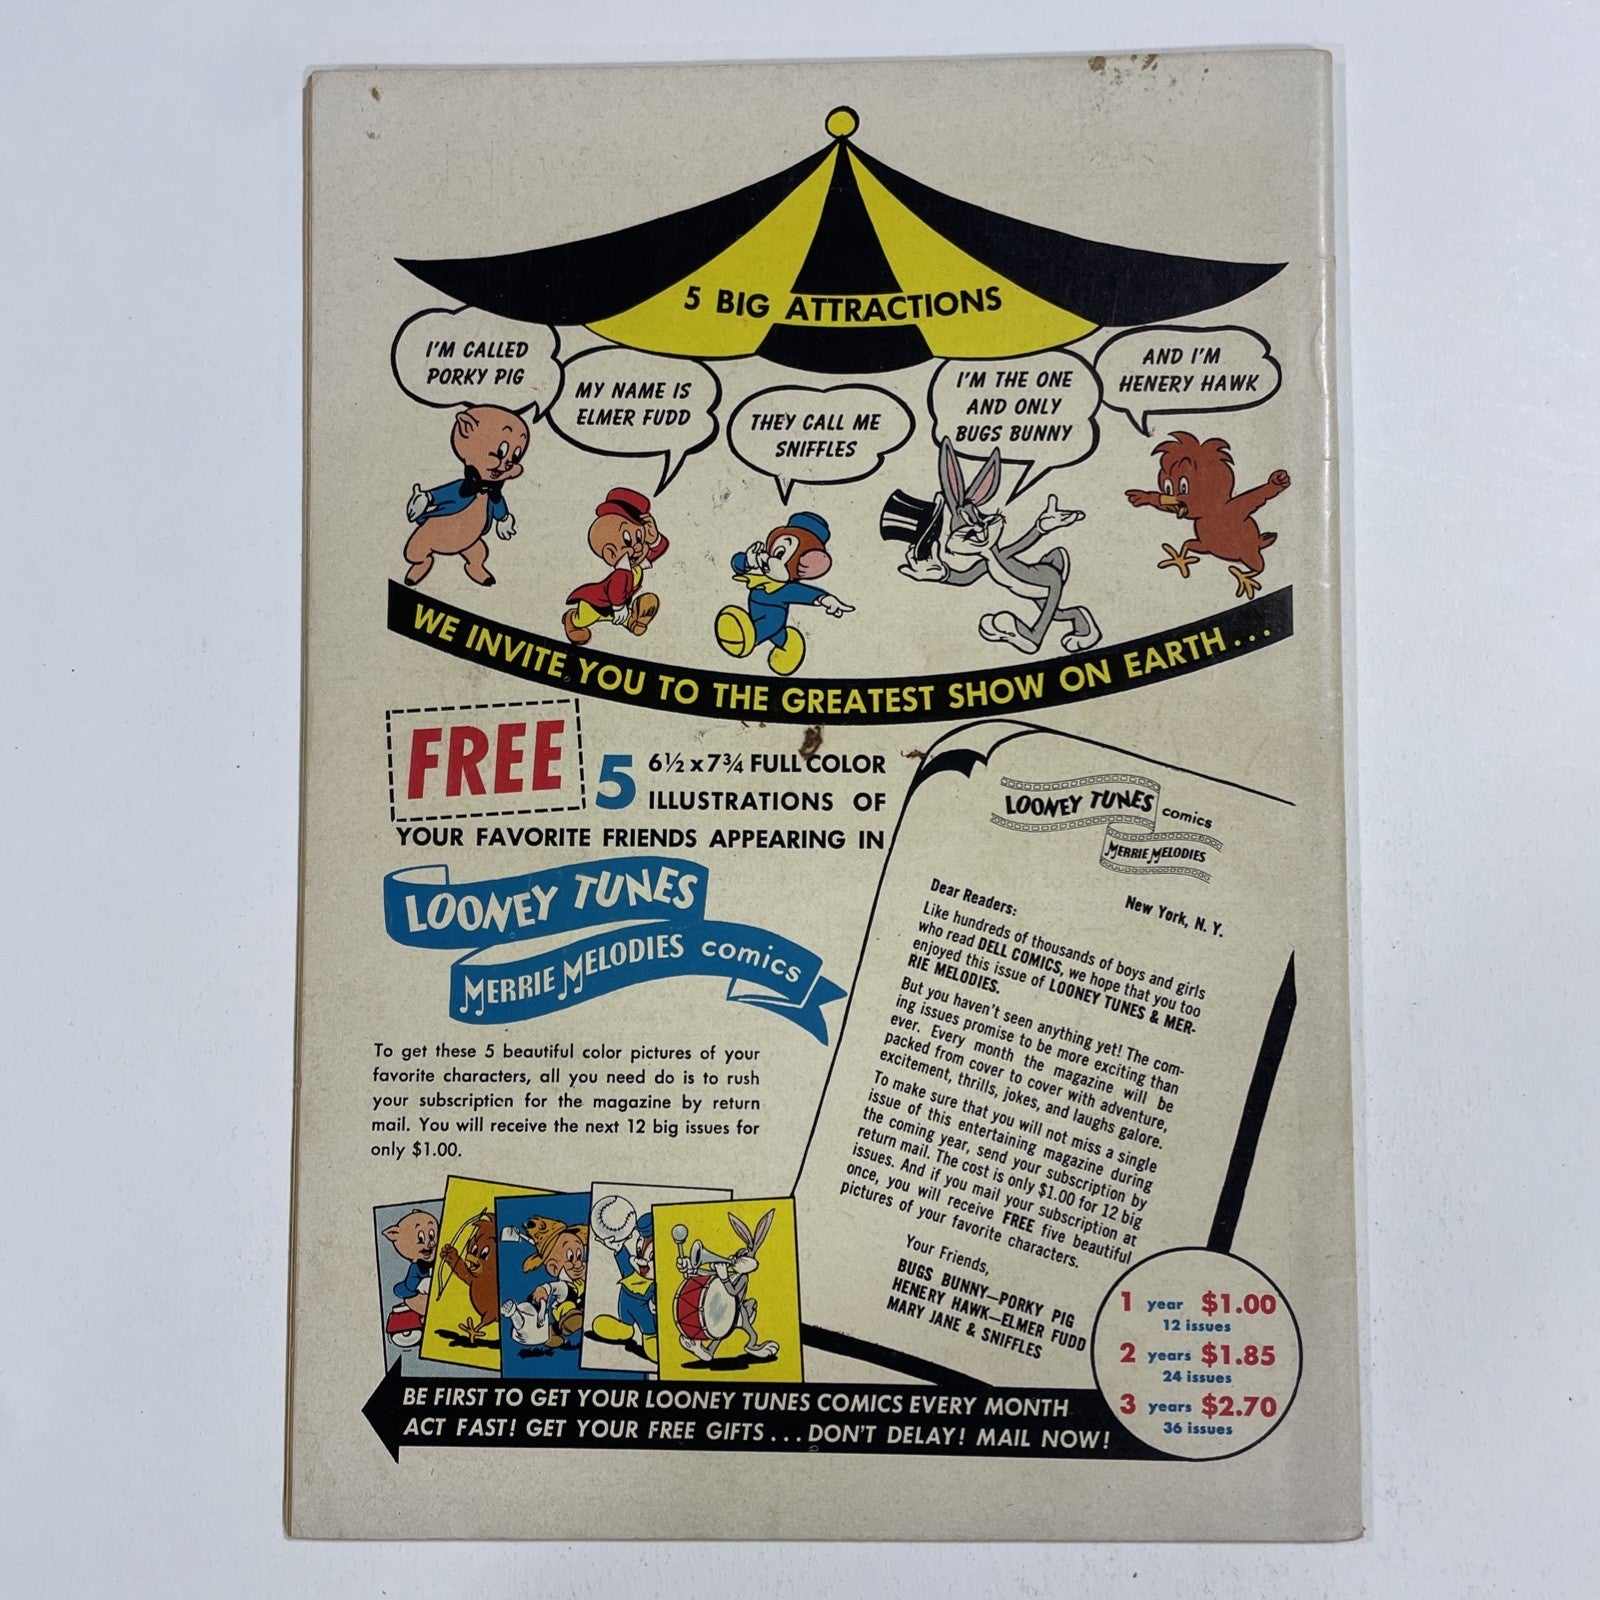 5 BIG ATTRACTIONS
I'M CALLED
PORKY PIG
MY NAME IS
ELMER FUDD
THEY CALL ME
SNIFFLES
I'M THE ONE
AND ONLY
BUGS BUNNY
AND I'M
HENERY HAWK
WE INVITE YOU TO THE GREATEST SHOW ON EARTH...
FREE
5 6½ x 7¾ FULL COLOR
ILLUSTRATIONS OF
YOUR FAVORITE FRIENDS APPEARING IN
LOONEY TUNES
MERRIE MELODIES comics
To get these 5 beautiful color pictures of your
favorite characters, all you need do is to rush
your subscription for the magazine by return
mail. You will receive the next 12 big issues for
only $1.00.
LOONEY TUNES comics
MERRIE MELODIES
New York, N. Y.
Dear Readers:
Like hundreds of thousands of boys and girls
who read DELL COMICS, we hope that you too
enjoyed this issue of LOONEY TUNES & MER-
RIE MELODIES.
But you haven't seen anything yet! The com-
ing issues promise to be more exciting than
ever. Every month the magazine will be
packed from cover to cover with adventure,
excitement, thrills, jokes, and laughs galore.
To make sure that you will not miss a single
issue of this entertaining magazine during
the coming year, send your subscription by
return mail. The cost is only $1.00 for 12 big
issues. And if you mail your subscription at
once, you will receive FREE five beautiful
pictures of your favorite characters.
Your Friends,
BUGS BUNNY—PORKY PIG
HENERY HAWK—ELMER FUDD
MARY JANE & SNIFFLES
1 year $1.00
12 issues
2 years $1.85
24 issues
3 years $2.70
36 issues
BE FIRST TO GET YOUR LOONEY TUNES COMICS EVERY MONTH
ACT FAST! GET YOUR FREE GIFTS...DON'T DELAY! MAIL NOW!